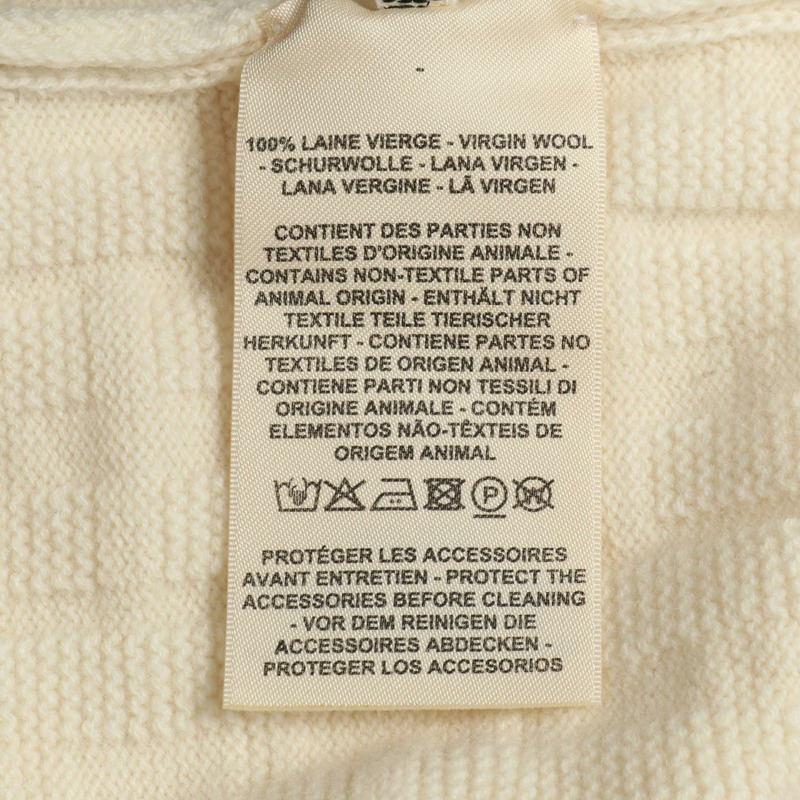 100% LAINE VIERGE - VIRGIN WOOL
- SCHURWOLLE - LANA VIRGEN -
LANA VERGINE - LÃ VIRGEN
CONTIENT DES PARTIES NON
TEXTILES D'ORIGINE ANIMALE -
CONTAINS NON-TEXTILE PARTS OF
ANIMAL ORIGIN - ENTHÄLT NICHT
TEXTILE TEILE TIERISCHER
HERKUNFT - CONTIENE PARTES NO
TEXTILES DE ORIGEN ANIMAL -
CONTIENE PARTI NON TESSILI DI
ORIGINE ANIMALE - CONTÉM
ELEMENTOS NÃO-TÊXTEIS DE
ORIGEM ANIMAL
P W
PROTÉGER LES ACCESSOIRES
AVANT ENTRETIEN - PROTECT THE
ACCESSORIES BEFORE CLEANING
- VOR DEM REINIGEN DIE
ACCESSOIRES ABDECKEN -
PROTEGER LOS ACCESORIOS